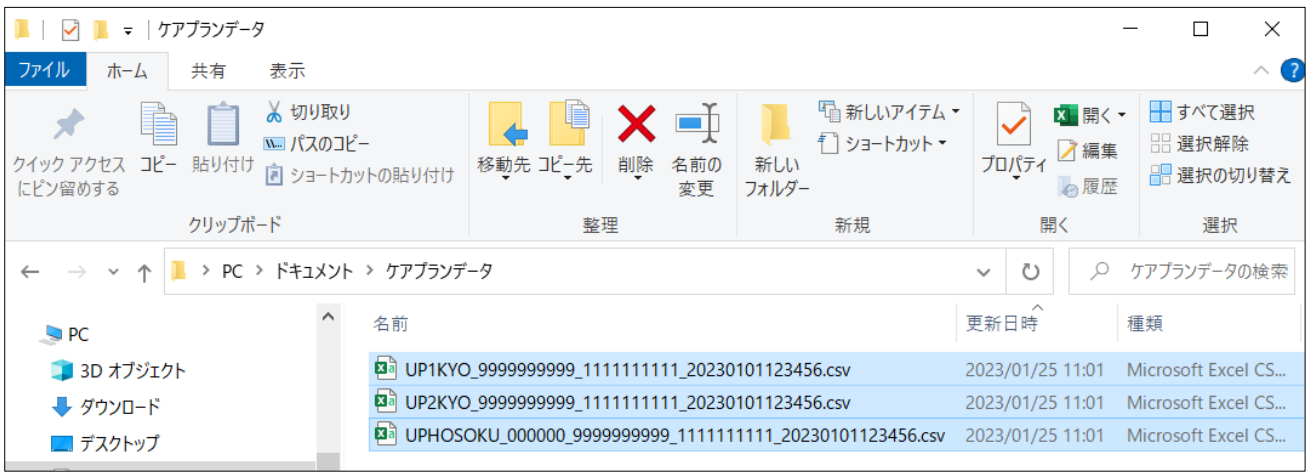 ケアプランデータ
ファイル ホーム 共有 表示
クイック アクセス
にピン留めする
コピー
貼り付け
切り取り
パスのコピー
ショートカットの貼り付け
クリップボード
移動先
コピー先
削除
名前の
変更
整理
新しい
フォルダー
新しいアイテム
ショートカット
新規
プロパティ
開く
編集
履歴
開く
すべて選択
選択解除
選択の切り替え
選択
PC > ドキュメント > ケアプランデータ
ケアプランデータの検索
PC
3D オブジェクト
ダウンロード
デスクトップ
名前 更新日時 種類
UP1KYO_9999999999_1111111111_20230101123456.csv 2023/01/25 11:01 Microsoft Excel CS...
UP2KYO_9999999999_1111111111_20230101123456.csv 2023/01/25 11:01 Microsoft Excel CS...
UPHOSOKU_000000_9999999999_1111111111_20230101123456.csv 2023/01/25 11:01 Microsoft Excel CS...